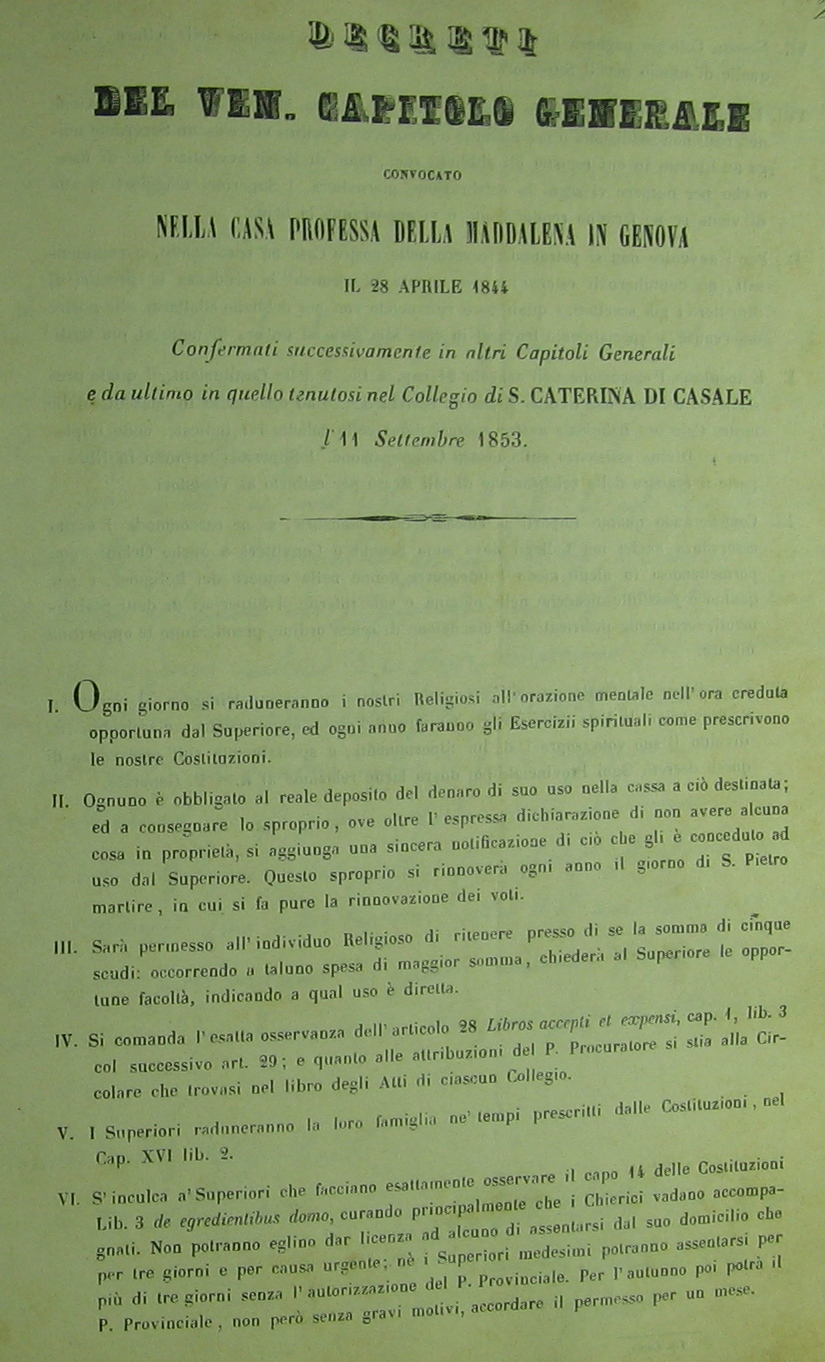 DECRETI
DEL VEN. CAPITOLO GENERALE
CONVOCATO
NELLA CASA PROFESSA DELLA MADDALENA IN GENOVA
IL 28 APRILE 1844
Confermati successivamente in altri Capitoli Generali
e da ultimo in quello tenutosi nel Collegio di S. CATERINA DI CASALE
l'11 Settembre 1853.
I. Ogni giorno si raduneranno i nostri Religiosi all'orazione mentale nell'ora creduta
opportuna dal Superiore, ed ogni anno faranno gli Esercizii spirituali come prescrivono
le nostre Costituzioni.
II. Ognuno è obbligato al reale deposito del denaro di suo uso nella cassa a ciò destinata;
ed a consegnare lo sproprio, ove oltre l'espressa dichiarazione di non avere alcuna
cosa in proprietà, si aggiunga una sincera notificazione di ciò che gli è conceduto ad
uso dal Superiore. Questo sproprio si rinnoverà ogni anno il giorno di S. Pietro
martire, in cui si fa pure la rinnovazione dei voti.
III. Sarà permesso all'individuo Religioso di ritenere presso di se la somma di cinque
scudi: occorrendo a taluno spesa di maggior somma, chiederà al Superiore le oppor-
tune facoltà, indicando a qual uso è diretta.
IV. Si comanda l'esatta osservanza dell'articolo 28 Libros accepti et expensi, cap. 1, lib. 3
col successivo art. 29; e quanto alle attribuzioni del P. Procuratore si stia alla Cir-
colare che trovasi nel libro degli Atti di ciascun Collegio.
V. I Superiori raduneranno la loro famiglia ne' tempi prescritti dalle Costituzioni, nel
Cap. XVI lib. 2.
VI. S'inculca a' Superiori che facciano esattamente osservare il capo 14 delle Costituzioni
Lib. 3 de egredientibus domo, curando principalmente che i Chierici vadano accompa-
gnati. Non potranno eglino dar licenza ad alcuno di assentarsi dal suo domicilio che
per tre giorni e per causa urgente; nè i Superiori medesimi potranno assentarsi per
più di tre giorni senza l'autorizzazione del P. Provinciale. Per l'autunno poi potrà il
P. Provinciale, non però senza gravi motivi, accordare il permesso per un mese.